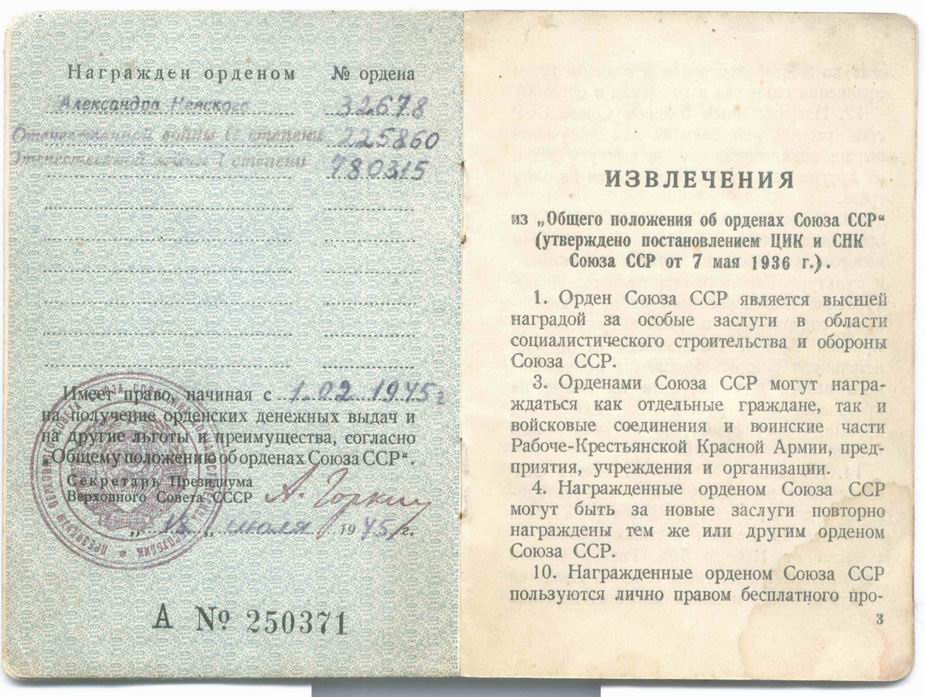 Награжден орденом № ордена
Александра Невского 32678
Отечественной войны II степени 225860
Отечественной войны I степени 780315
Имеет право, начиная с 1.02 1945 г
на получение орденских денежных выдач и
на другие льготы и преимущества, согласно
„Общему положению об орденах Союза ССР“.
Секретарь Президиума
Верховного Совета СССР А. Горкин
„18„ июля 1945 г.
А № 250371
ИЗВЛЕЧЕНИЯ
из „Общего положения об орденах Союза ССР“
(утверждено постановлением ЦИК и СНК
Союза ССР от 7 мая 1936 г.).
1. Орден Союза ССР является высшей
наградой за особые заслуги в области
социалистического строительства и обороны
Союза ССР.
3. Орденами Союза ССР могут награ-
ждаться как отдельные граждане, так и
войсковые соединения и воинские части
Рабоче-Крестьянской Красной Армии, пред-
приятия, учреждения и организации.
4. Награжденные орденом Союза ССР
могут быть за новые заслуги повторно
награждены тем же или другим орденом
Союза ССР.
10. Награжденные орденом Союза ССР
пользуются лично правом бесплатного про-
3